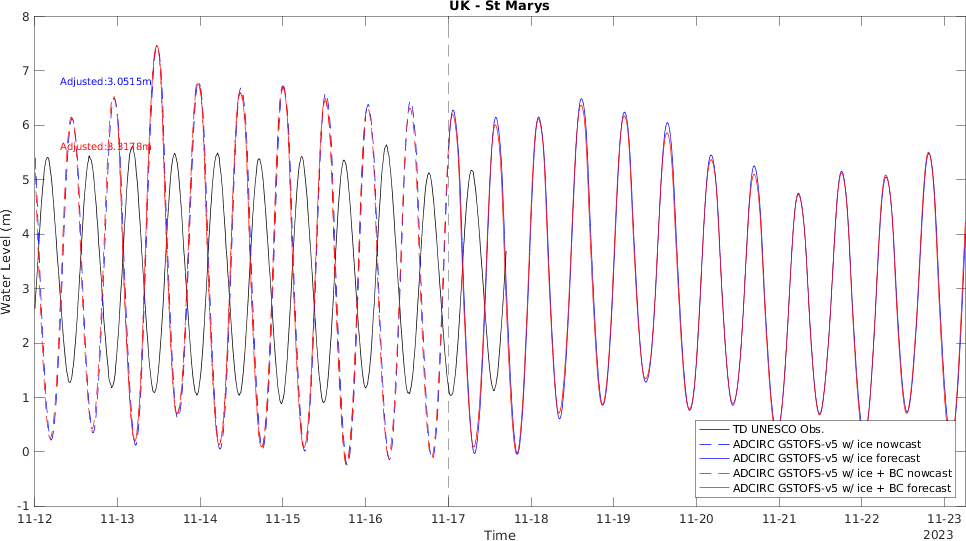 UK - St Marys
8
7
6
5
4
3
2
1
0
-1
Water Level (m)
Adjusted:3.0515m
Adjusted:3.3178m
TD UNESCO Obs.
ADCIRC GSTOFS-v5 w/ ice nowcast
ADCIRC GSTOFS-v5 w/ ice forecast
ADCIRC GSTOFS-v5 w/ ice + BC nowcast
ADCIRC GSTOFS-v5 w/ ice + BC forecast
11-12 11-13 11-14 11-15 11-16 11-17 11-18 11-19 11-20 11-21 11-22 11-23
Time
2023